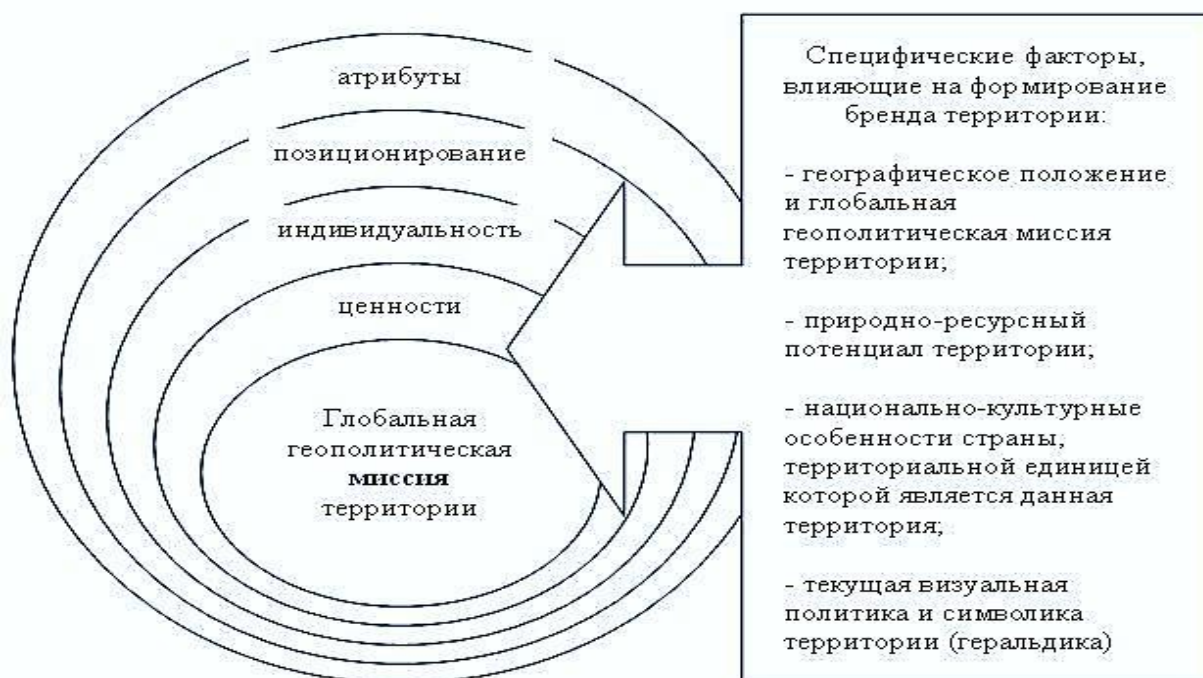 атрибуты
позиционирование
индивидуальность
ценности
Глобальная
геополитическая
миссия
территории
Специфические факторы,
влияющие на формирование
бренда территории:
- географическое положение
и глобальная
геополитическая миссия
территории;
- природно-ресурсный
потенциал территории;
- национально-культурные
особенности страны,
территориальной единицей
которой является данная
территория;
- текущая визуальная
политика и символика
территории (геральдика)